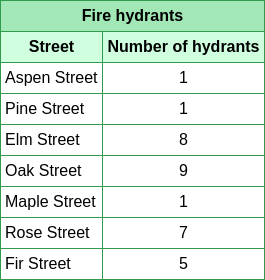 Fire hydrants
Street Number of hydrants
Aspen Street 1
Pine Street 1
Elm Street 8
Oak Street 9
Maple Street 1
Rose Street 7
Fir Street 5